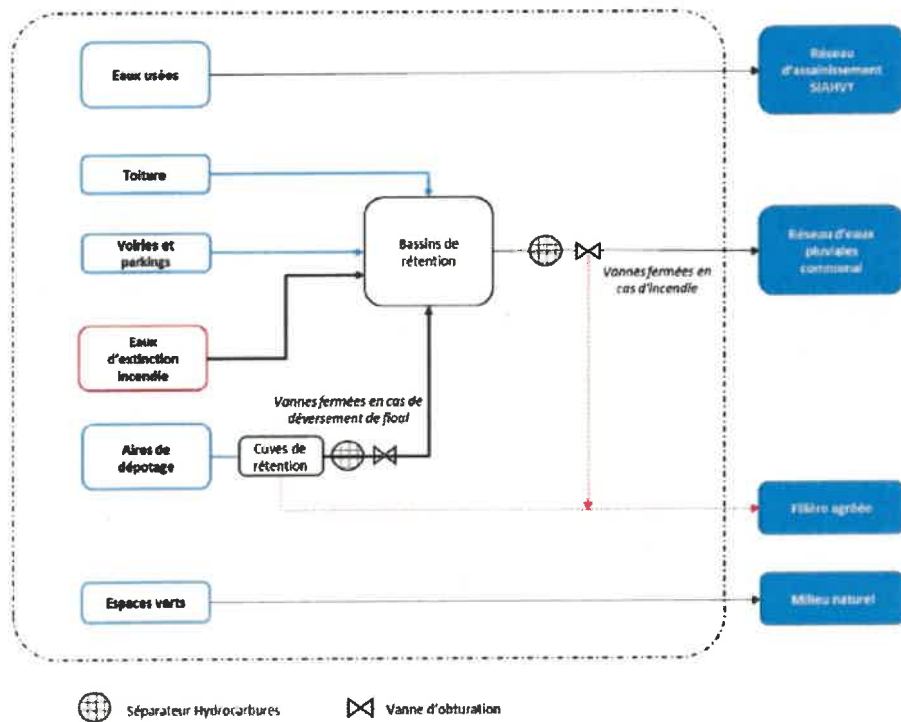 Eaux usées
Réseau
d'assainissement
SIAHVY
Toiture
Voiries et
parkings
Bassins de
rétention
Réseau d'eaux
pluviales
communal
Vannes fermées en
cas d'incendie
Eaux
d'extinction
incendie
Vannes fermées en cas de
déversement de fioul
Aires de
dépotage
Cuves de
rétention
Filière agréée
Espaces verts
Milieu naturel
Séparateur Hydrocarbures
Vanne d'obturation